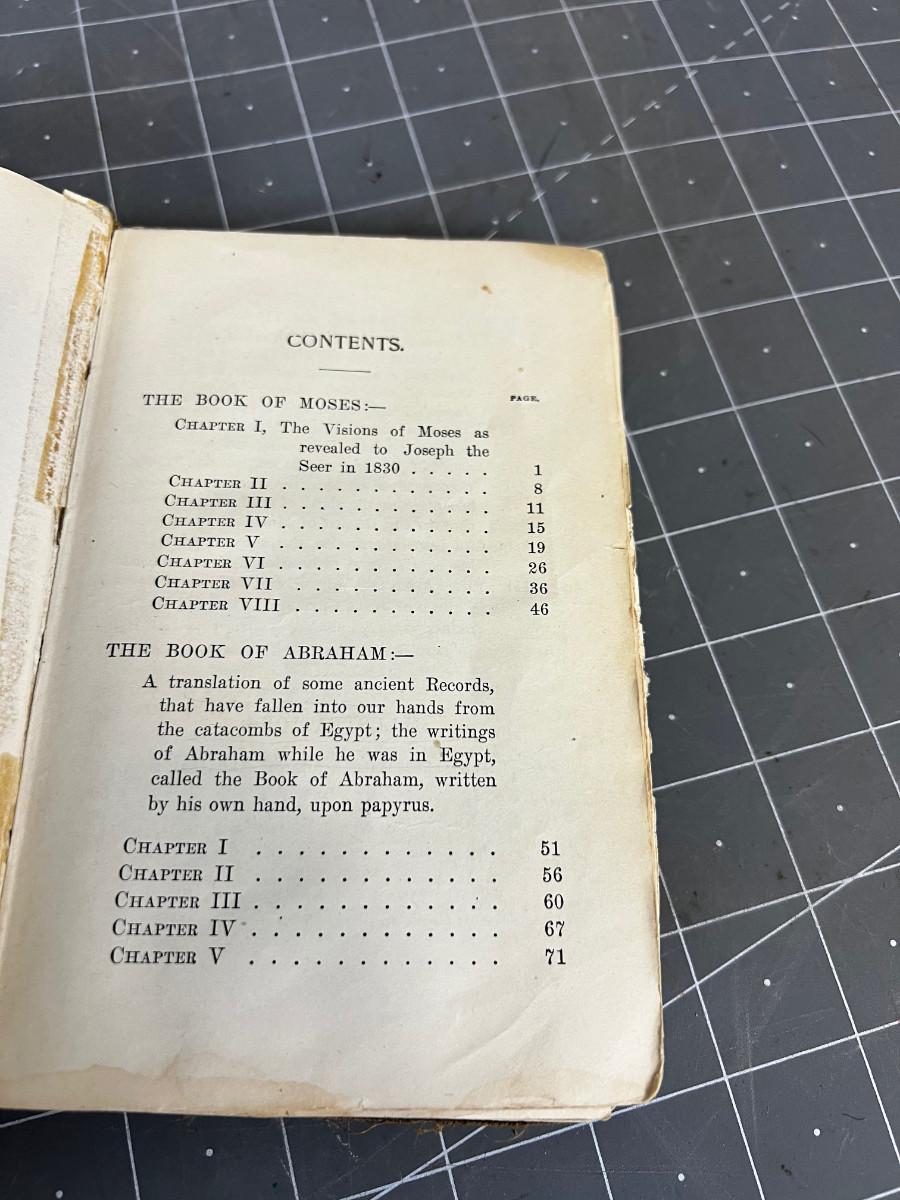 CONTENTS.
PAGE.
THE BOOK OF MOSES:—
CHAPTER I, The Visions of Moses as
revealed to Joseph the
Seer in 1830 . . . . . 1
CHAPTER II . . . . . . . . . . . 8
CHAPTER III . . . . . . . . . . . 11
CHAPTER IV . . . . . . . . . . . 15
CHAPTER V . . . . . . . . . . . 19
CHAPTER VI . . . . . . . . . . . 26
CHAPTER VII . . . . . . . . . . 36
CHAPTER VIII . . . . . . . . . . 46
THE BOOK OF ABRAHAM:—
A translation of some ancient Records,
that have fallen into our hands from
the catacombs of Egypt; the writings
of Abraham while he was in Egypt,
called the Book of Abraham, written
by his own hand, upon papyrus.
CHAPTER I . . . . . . . . . . . . 51
CHAPTER II . . . . . . . . . . . . 56
CHAPTER III . . . . . . . . . . . . 60
CHAPTER IV . . . . . . . . . . . . 67
CHAPTER V . . . . . . . . . . . . 71